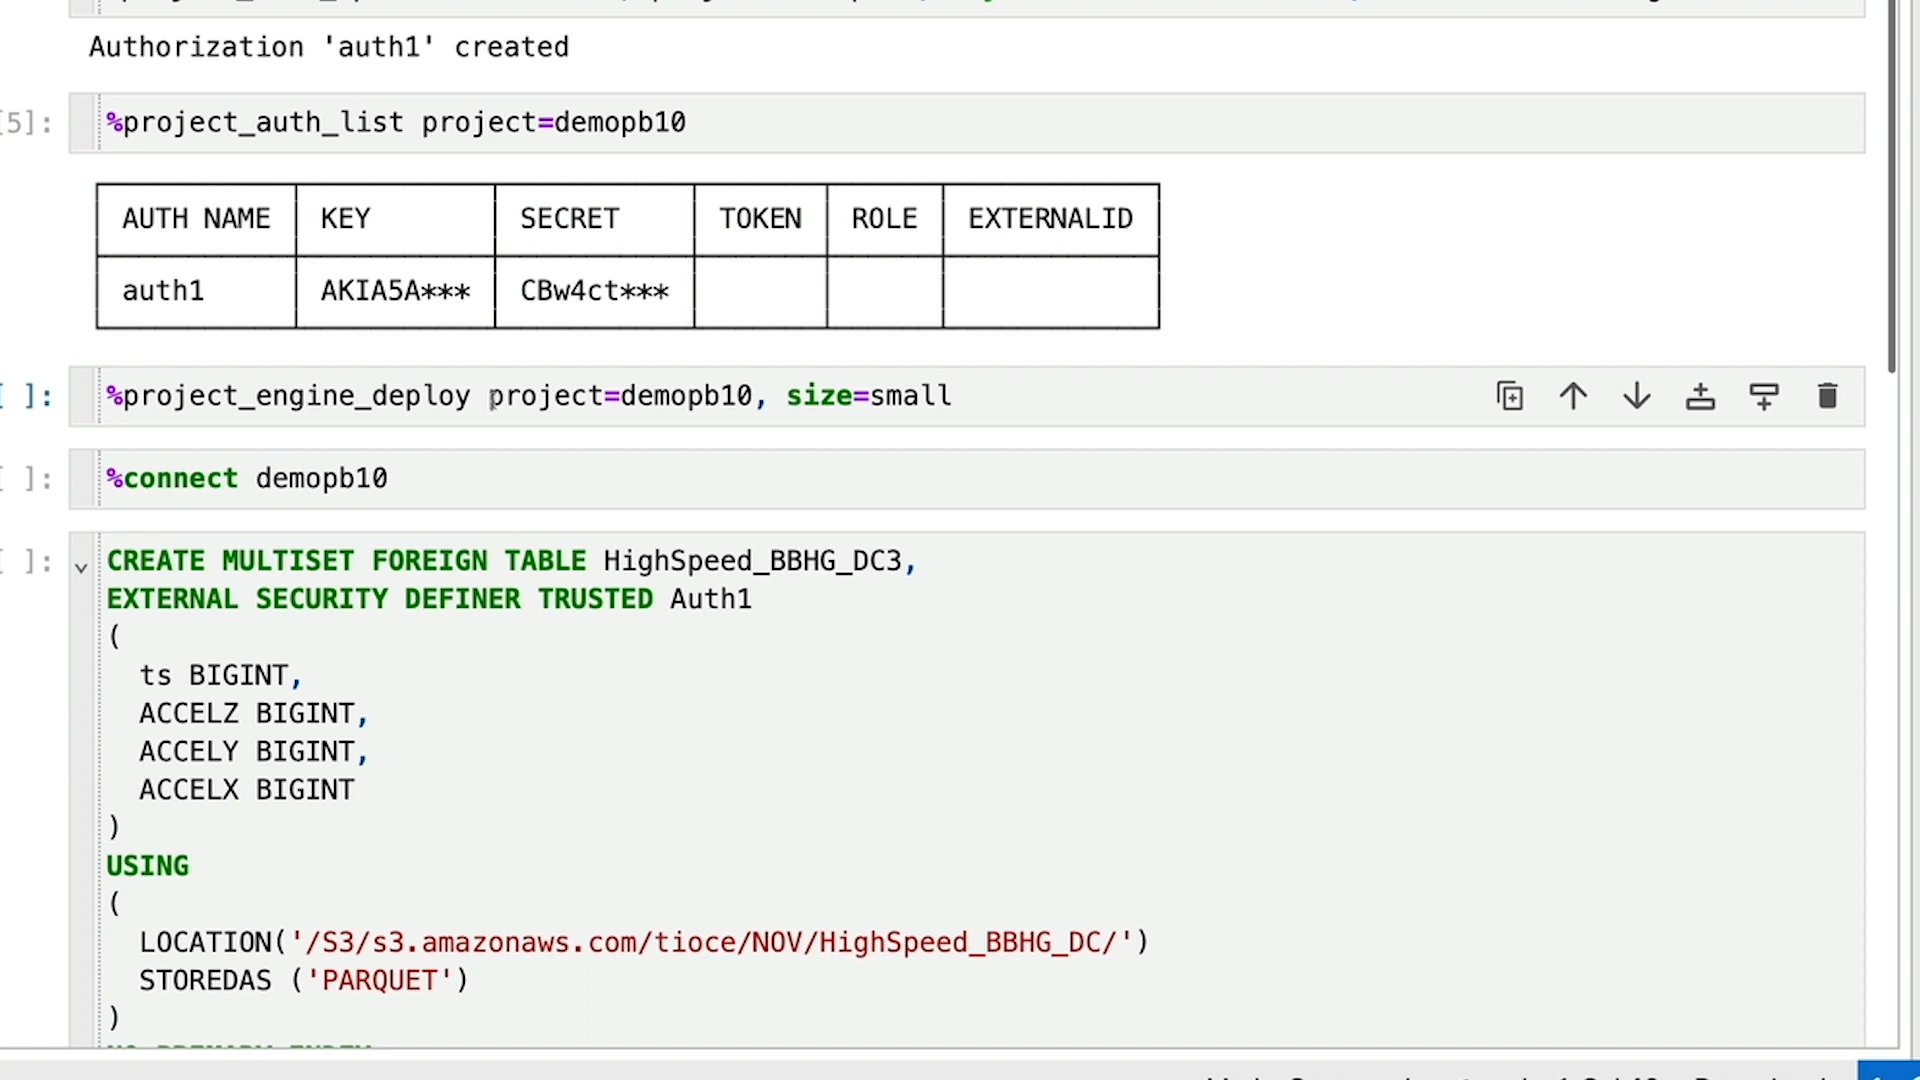 Authorization 'auth1' created
[5]:
%project_auth_list project=demopb10
AUTH NAME KEY SECRET TOKEN ROLE EXTERNALID
auth1 AKIA5A*** CBw4ct***
[ ]:
%project_engine_deploy project=demopb10, size=small
[ ]:
%connect demopb10
[ ]:
CREATE MULTISET FOREIGN TABLE HighSpeed_BBHG_DC3,
EXTERNAL SECURITY DEFINER TRUSTED Auth1
(
ts BIGINT,
ACCELZ BIGINT,
ACCELY BIGINT,
ACCELX BIGINT
)
USING
(
LOCATION('/S3/s3.amazonaws.com/tioce/NOV/HighSpeed_BBHG_DC/')
STOREDAS ('PARQUET')
)